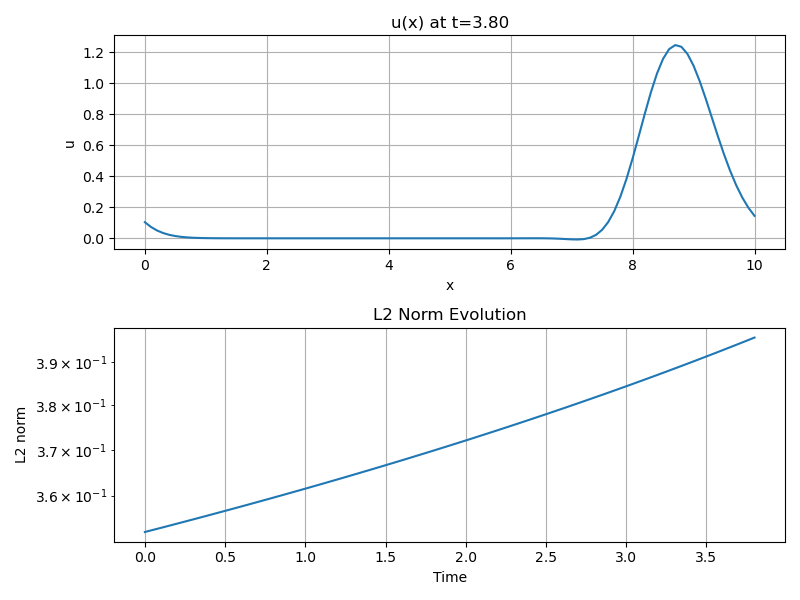 u(x) at t=3.80
1.2
1.0
0.8
0.6
0.4
0.2
0.0
u
0 2 4 6 8 10
x
L2 Norm Evolution
3.9 × 10⁻¹
3.8 × 10⁻¹
3.7 × 10⁻¹
3.6 × 10⁻¹
L2 norm
0.0 0.5 1.0 1.5 2.0 2.5 3.0 3.5
Time